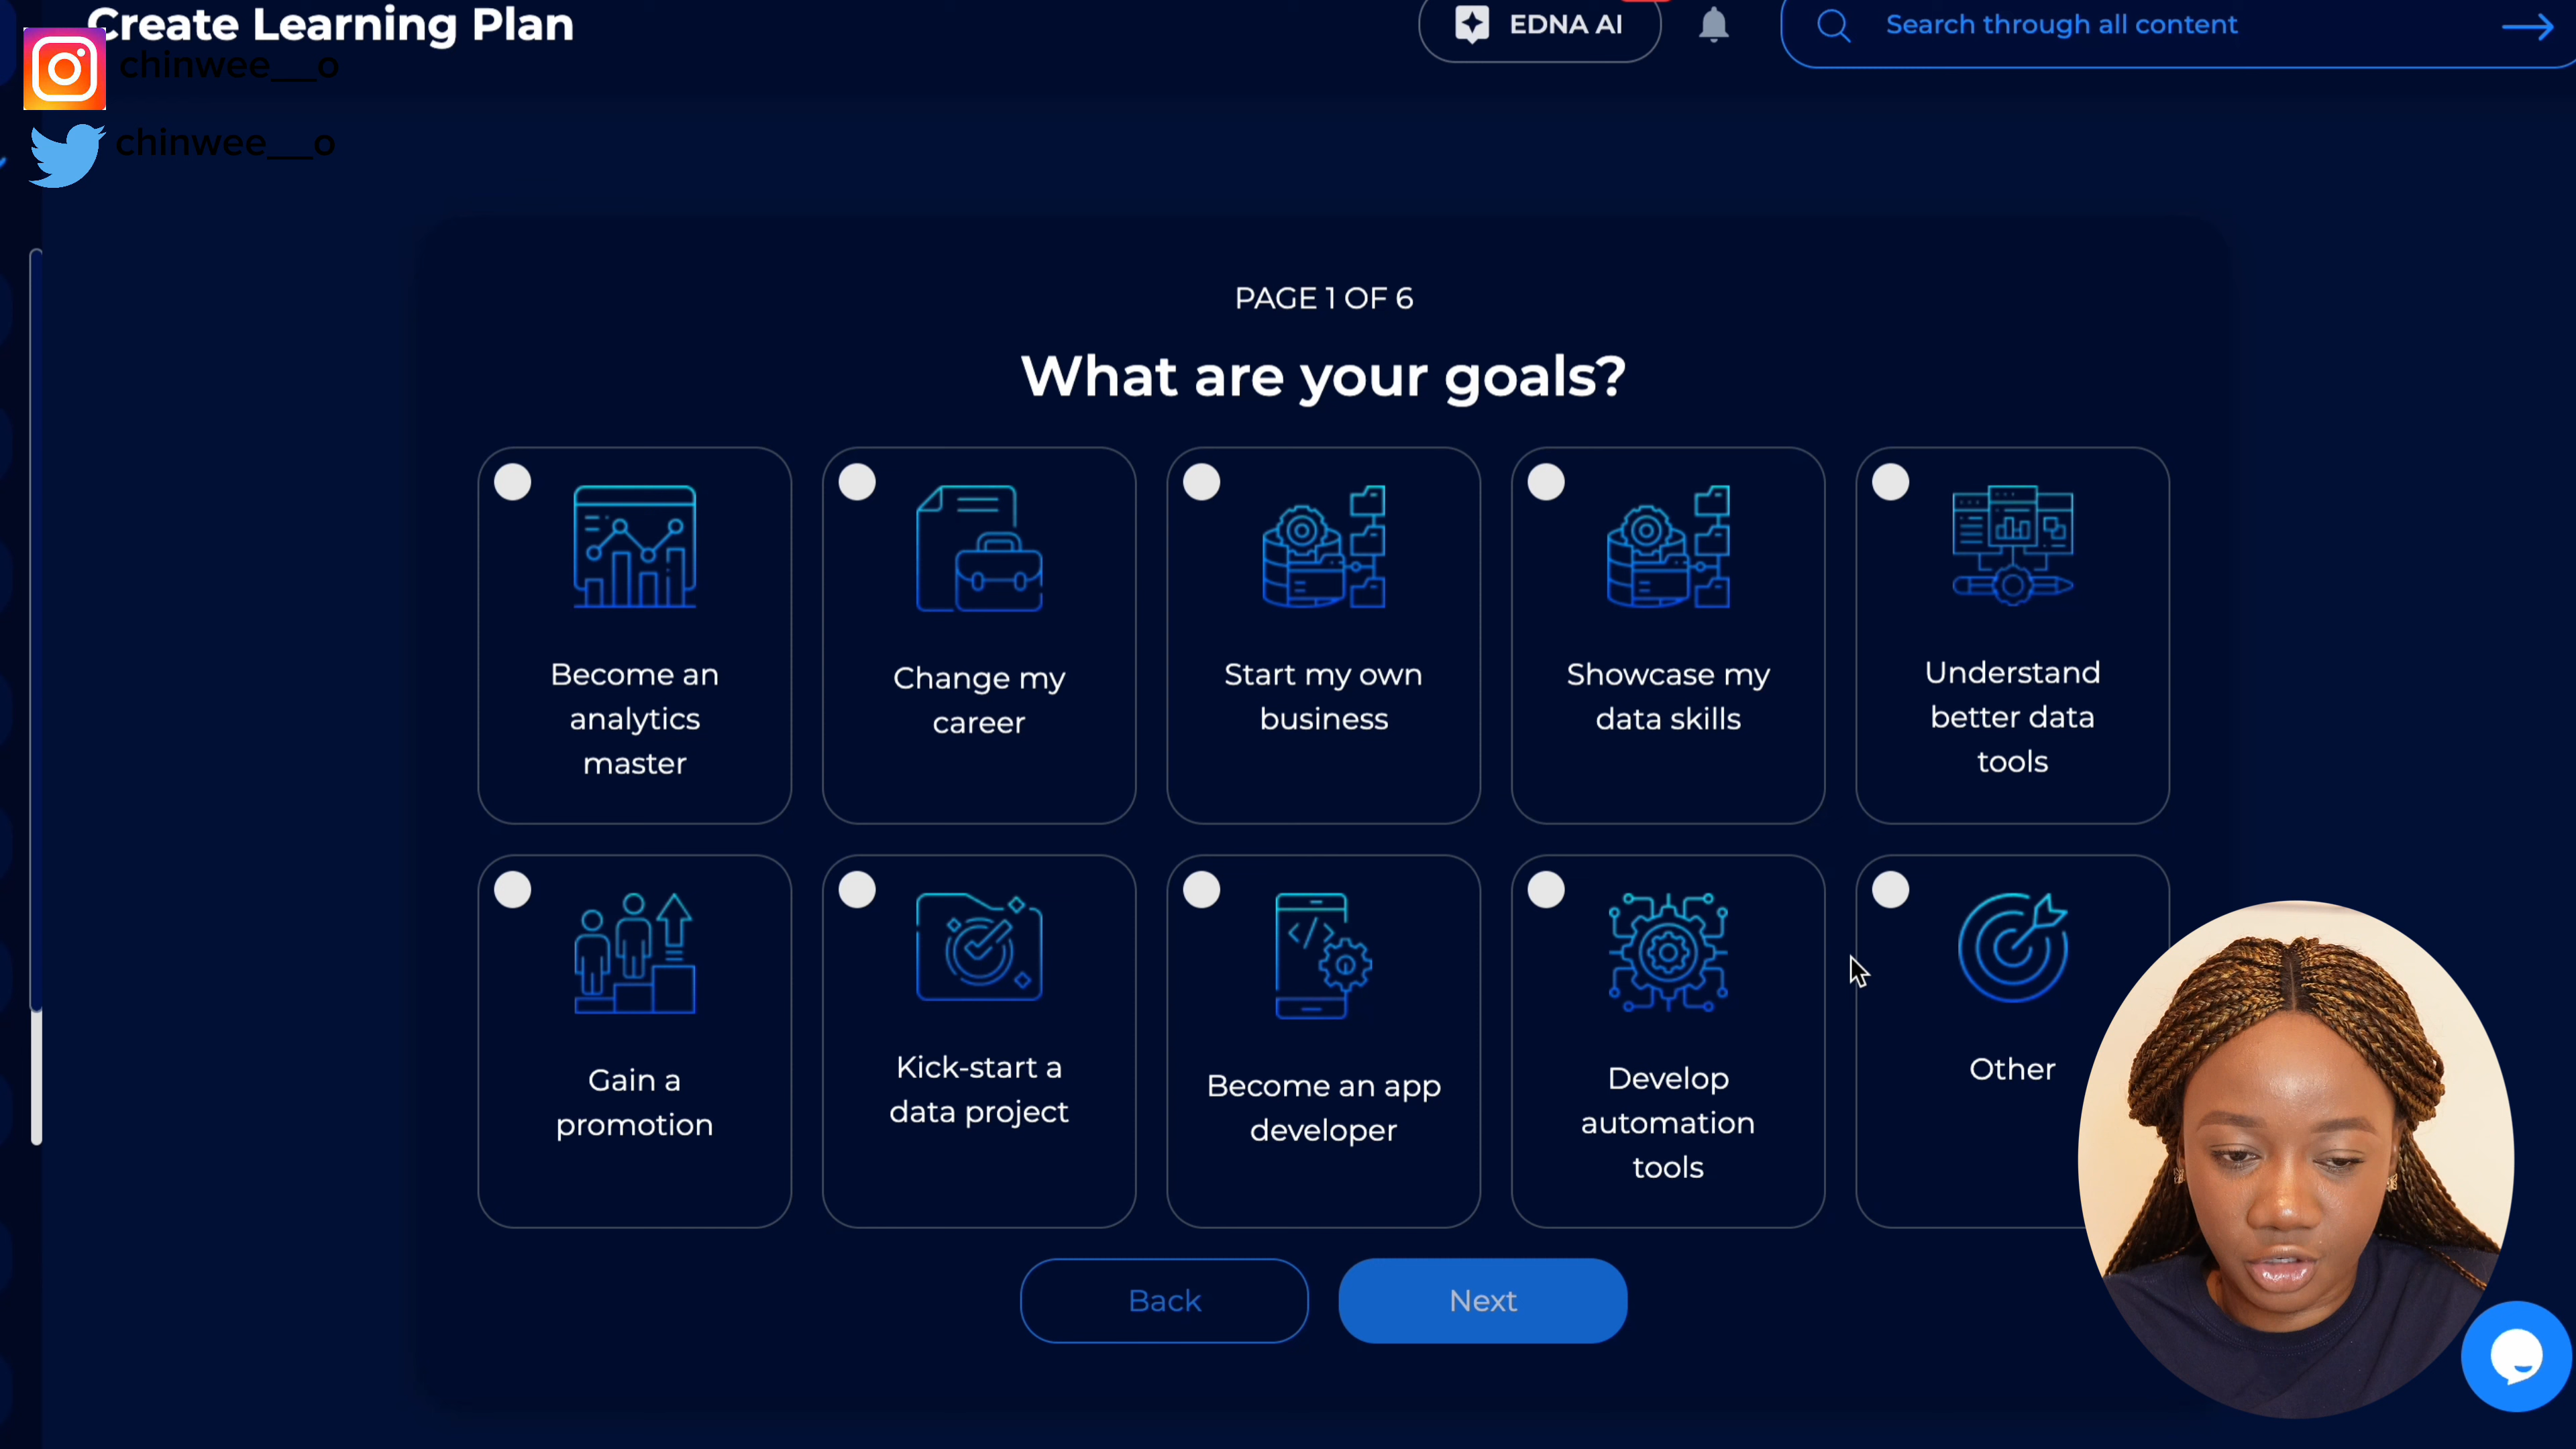 Create Learning Plan
EDNA AI
Search through all content
chinwee__o
chinwee__o
PAGE 1 OF 6
What are your goals?
Become an
analytics
master
Change my
career
Start my own
business
Showcase my
data skills
Understand
better data
tools
Gain a
promotion
Kick-start a
data project
Become an app
developer
Develop
automation
tools
Other
Back
Next